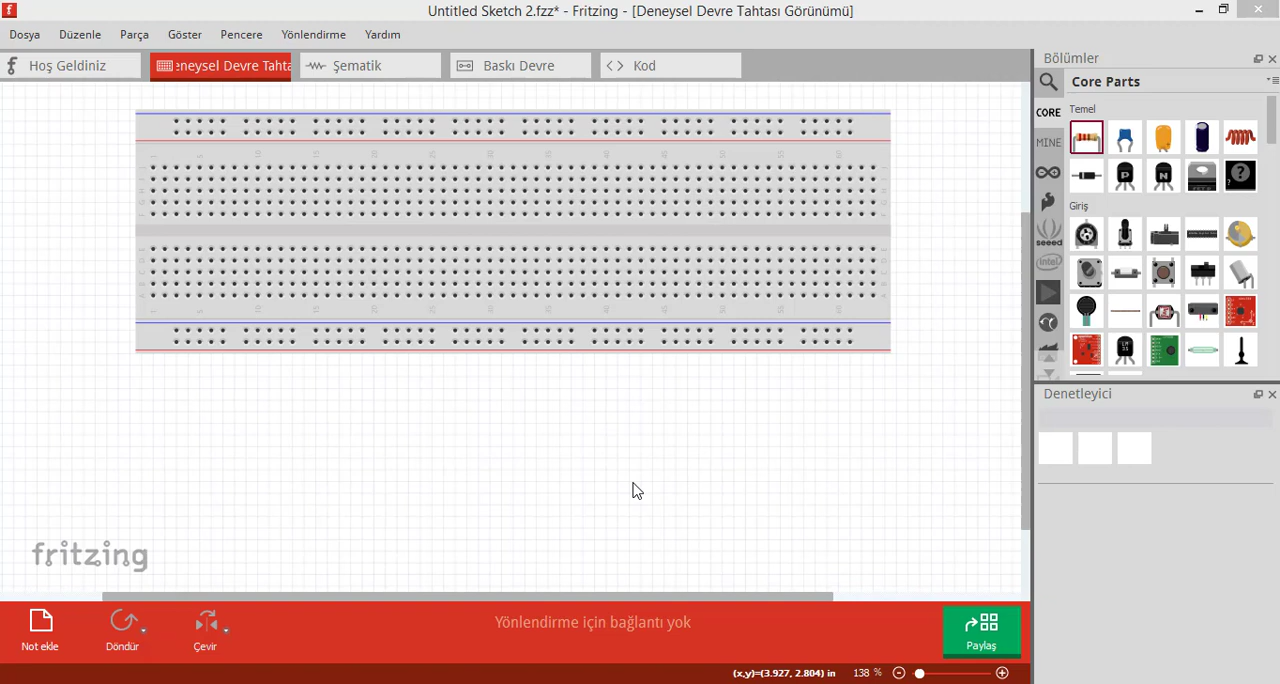 Untitled Sketch 2.fzz* - Fritzing - [Deneysel Devre Tahtası Görünümü]
Dosya Düzenle Parça Göster Pencere Yönlendirme Yardım
Hoş Geldiniz eneysel Devre Tahta Şematik Baskı Devre Kod
Bölümler
Core Parts
CORE
Temel
MINE
Giriş
seeed
intel
Denetleyici
fritzing
Not ekle
Döndür
Çevir
Yönlendirme için bağlantı yok
Paylaş
(x,y)=(3.927, 2.804) in 138 %